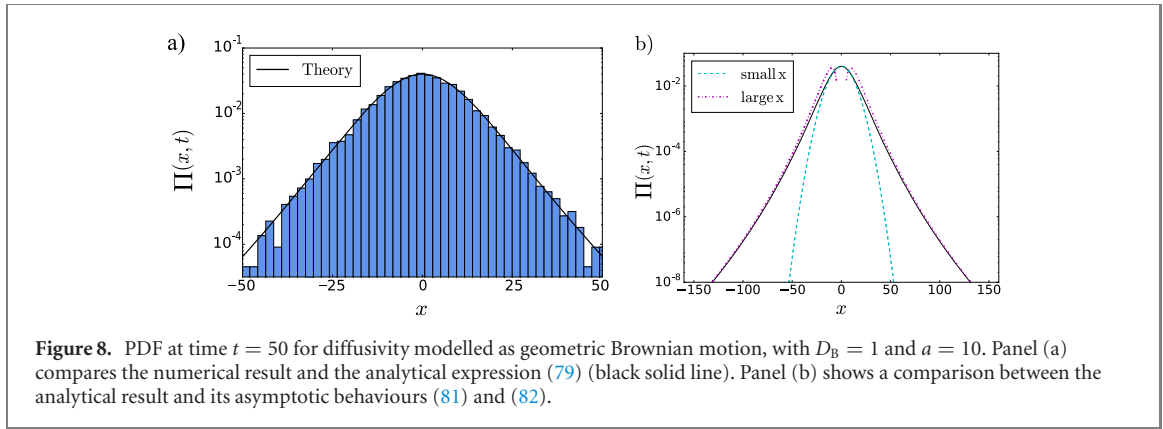 a)
10⁻¹
10⁻²
10⁻³
10⁻⁴
Π(x, t)
Theory
−50 −25 0 25 50
x
b)
10⁻²
10⁻⁴
10⁻⁶
10⁻⁸
Π(x, t)
small x
large x
−150 −100 −50 0 50 100 150
x
Figure 8. PDF at time t = 50 for diffusivity modelled as geometric Brownian motion, with D_B = 1 and a = 10. Panel (a)
compares the numerical result and the analytical expression (79) (black solid line). Panel (b) shows a comparison between the
analytical result and its asymptotic behaviours (81) and (82).